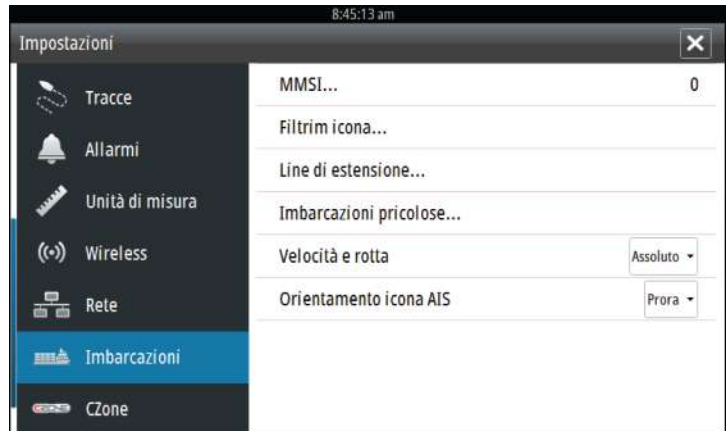 8:45:13 am
Impostazioni
Tracce
Allarmi
Unità di misura
Wireless
Rete
Imbarcazioni
CZone
MMSI... 0
Filtrim icona...
Line di estensione...
Imbarcazioni pricolose...
Velocità e rotta Assoluto
Orientamento icona AIS Prora